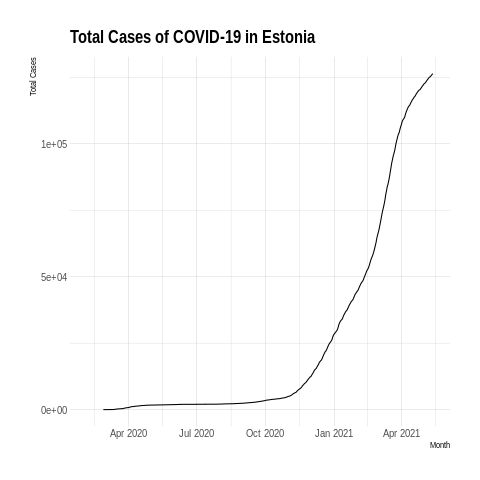 Total Cases of COVID-19 in Estonia
Total Cases
1e+05
5e+04
0e+00
Apr 2020 Jul 2020 Oct 2020 Jan 2021 Apr 2021
Month